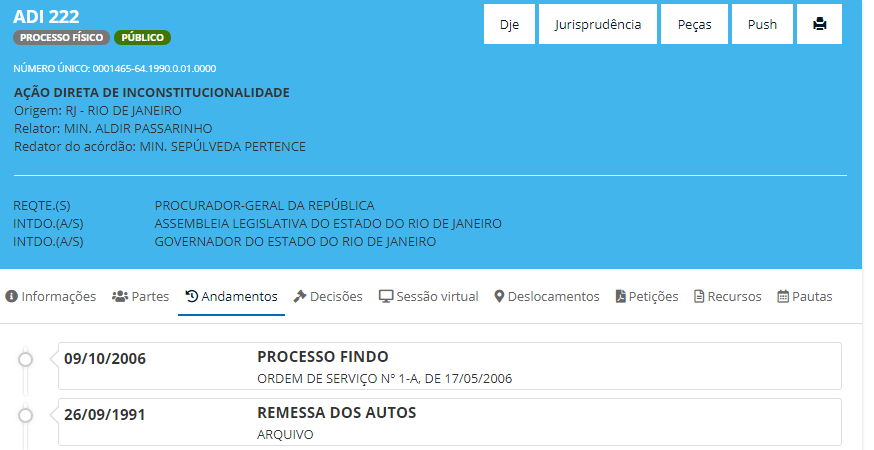 ADI 222
Dje
Jurisprudência
Peças
Push
PROCESSO FÍSICO
PÚBLICO
NÚMERO ÚNICO: 0001465-64.1990.0.01.0000
AÇÃO DIRETA DE INCONSTITUCIONALIDADE
Origem: RJ - RIO DE JANEIRO
Relator: MIN. ALDIR PASSARINHO
Redator do acórdão: MIN. SEPÚLVEDA PERTENCE
REQTE.(S) PROCURADOR-GERAL DA REPÚBLICA
INTDO.(A/S) ASSEMBLEIA LEGISLATIVA DO ESTADO DO RIO DE JANEIRO
INTDO.(A/S) GOVERNADOR DO ESTADO DO RIO DE JANEIRO
Informações Partes Andamentos Decisões Sessão virtual Deslocamentos Petições Recursos Pautas
09/10/2006 PROCESSO FINDO
ORDEM DE SERVIÇO Nº 1-A, DE 17/05/2006
26/09/1991 REMESSA DOS AUTOS
ARQUIVO